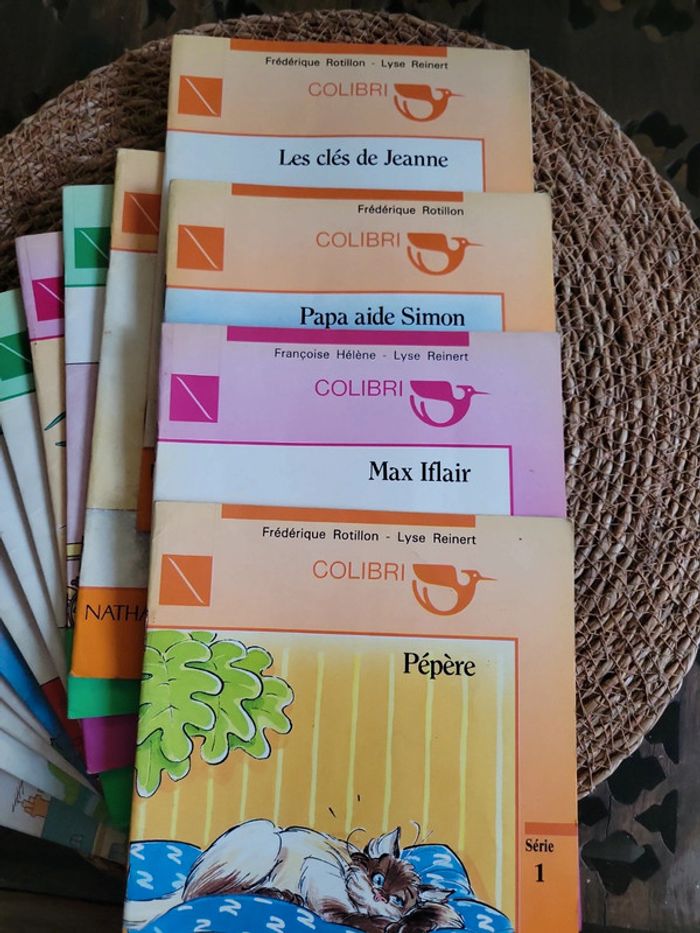 Frédérique Rotillon - Lyse Reinert
COLIBRI
Les clés de Jeanne
Frédérique Rotillon
COLIBRI
Papa aide Simon
Françoise Hélène - Lyse Reinert
COLIBRI
Max Iflair
Frédérique Rotillon - Lyse Reinert
COLIBRI
Pépère
Série
1
NATHA